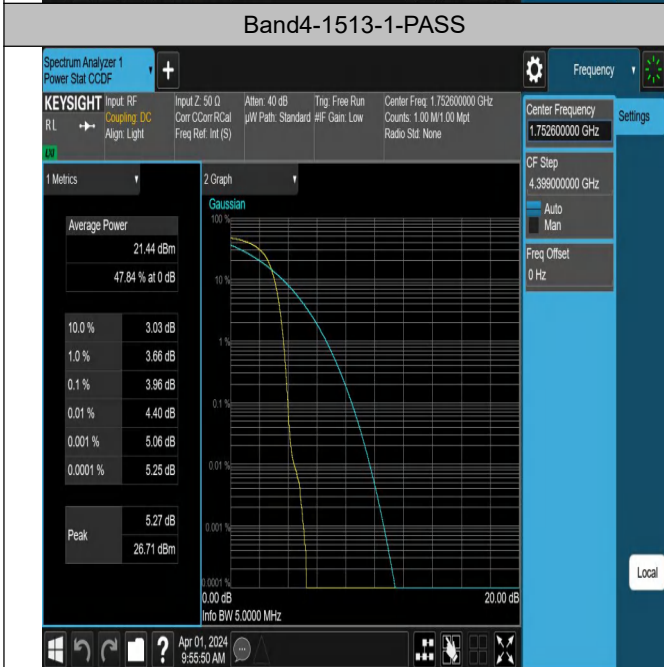 Band4-1513-1-PASS
Spectrum Analyzer 1
Power Stat CCDF
+
Frequency
KEYSIGHT
RL
LXI
Input: RF
Coupling: DC
Align: Light
Input Z: 50 Ω
Corr CCorr RCal
Freq Ref: Int (S)
Atten: 40 dB
µW Path: Standard
Trig: Free Run
#IF Gain: Low
Center Freq: 1.752600000 GHz
Counts: 1.00 M/1.00 Mpt
Radio Std: None
Center Frequency
1.752600000 GHz
Settings
CF Step
4.399000000 GHz
Auto
Man
Freq Offset
0 Hz
1 Metrics
Average Power
21.44 dBm
47.84 % at 0 dB
10.0 % 3.03 dB
1.0 % 3.66 dB
0.1 % 3.96 dB
0.01 % 4.40 dB
0.001 % 5.06 dB
0.0001 % 5.25 dB
Peak
5.27 dB
26.71 dBm
2 Graph
Gaussian
100 %
10 %
1 %
0.1 %
0.01 %
0.001 %
0.0001 %
0.00 dB
20.00 dB
Info BW 5.0000 MHz
Local
?
Apr 01, 2024
9:55:50 AM